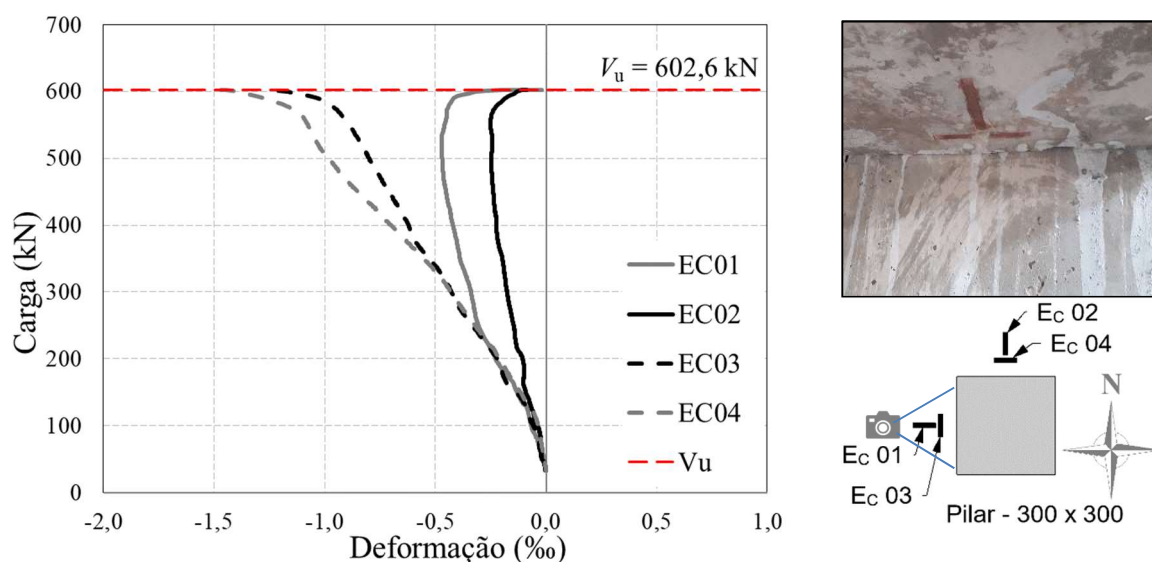 700
600
500
400
300
200
100
0
Carga (kN)
-2,0
-1,5
-1,0
-0,5
0,0
0,5
1,0
Deformação (‰)
Vu = 602,6 kN
EC01
EC02
EC03
EC04
Vu
EC 02
EC 04
N
EC 01
EC 03
Pilar - 300 x 300